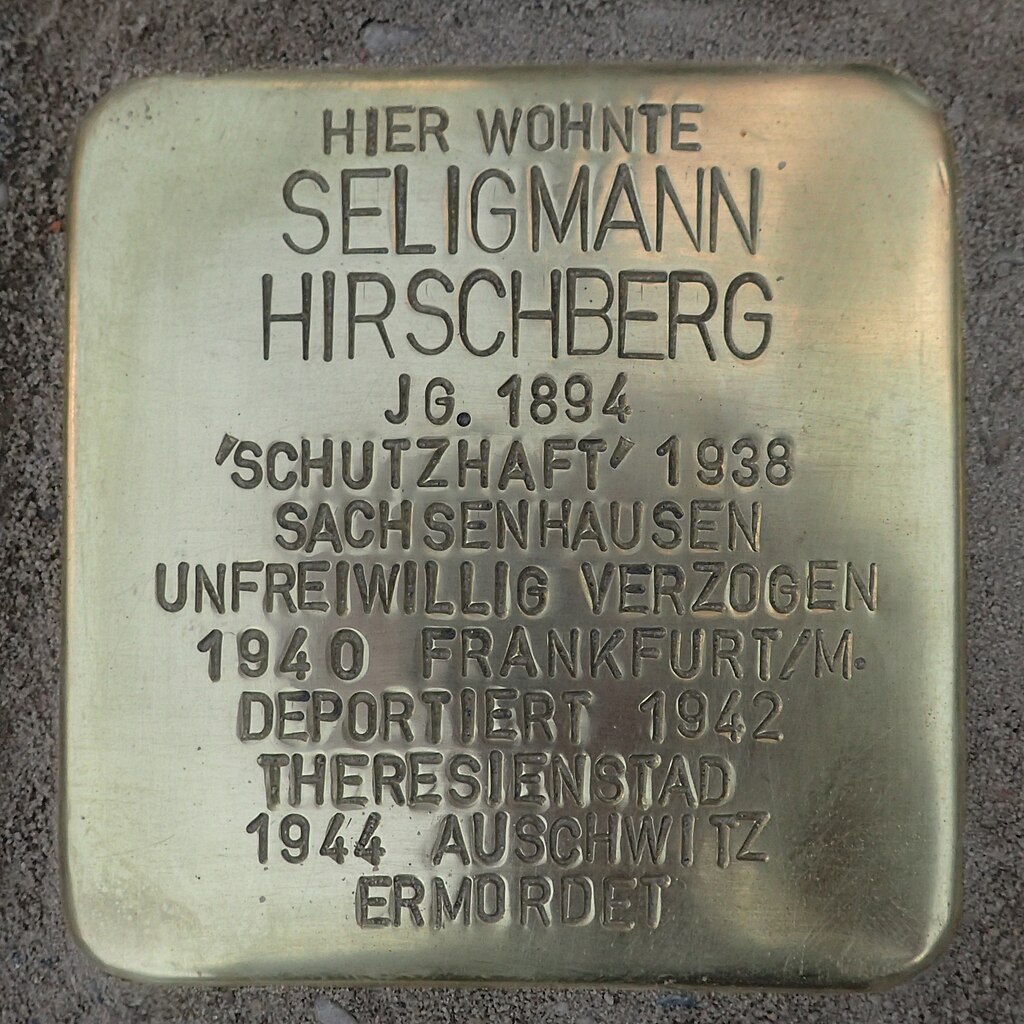 HIER WOHNTE
SELIGMANN
HIRSCHBERG
JG. 1894
'SCHUTZHAFT' 1938
SACHSENHAUSEN
UNFREIWILLIG VERZOGEN
1940 FRANKFURT/M.
DEPORTIERT 1942
THERESIENSTAD
1944 AUSCHWITZ
ERMORDET